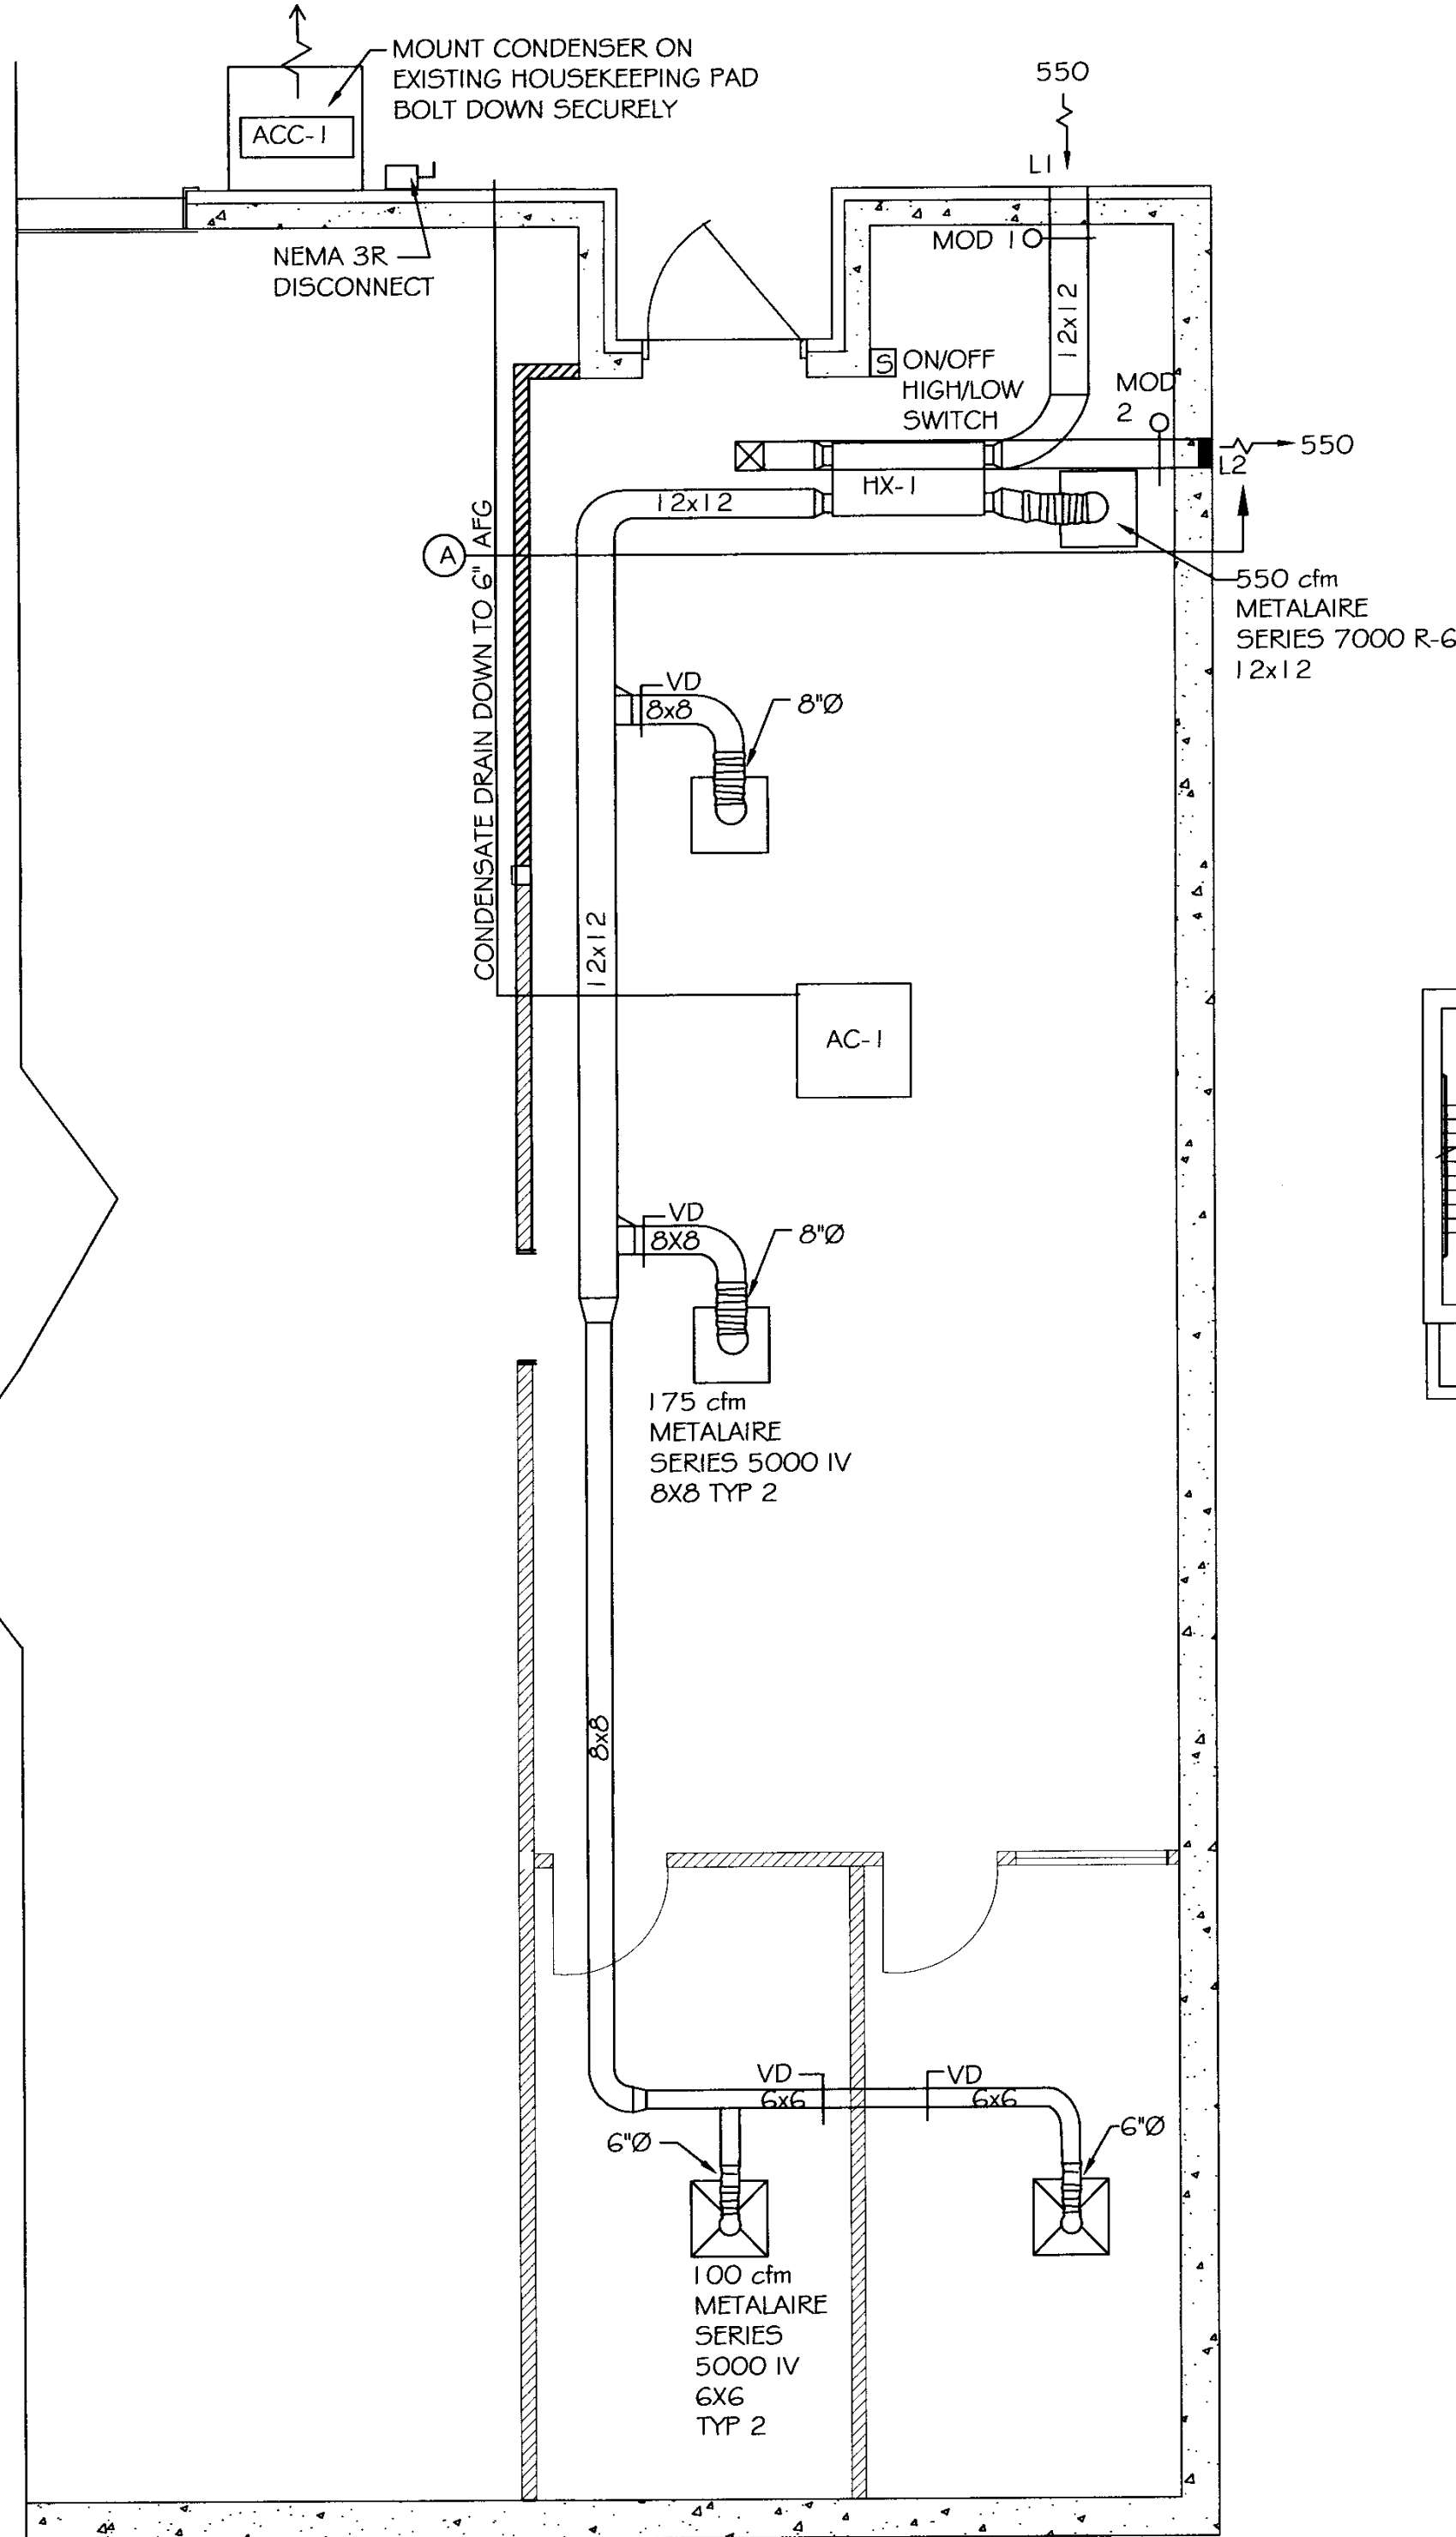 MOUNT CONDENSER ON
EXISTING HOUSEKEEPING PAD
BOLT DOWN SECURELY
ACC-1
550
L1
NEMA 3R
DISCONNECT
MOD 1
12x12
S
ON/OFF
HIGH/LOW
SWITCH
MOD
2
550
L2
HX-1
12x12
A
CONDENSATE DRAIN DOWN TO 6" AFG
550 cfm
METALAIRE
SERIES 7000 R-6
12x12
VD
8x8
8"Ø
12x12
AC-1
VD
8X8
8"Ø
175 cfm
METALAIRE
SERIES 5000 IV
8X8 TYP 2
8x8
VD
6x6
VD
6x6
6"Ø
6"Ø
100 cfm
METALAIRE
SERIES
5000 IV
6X6
TYP 2